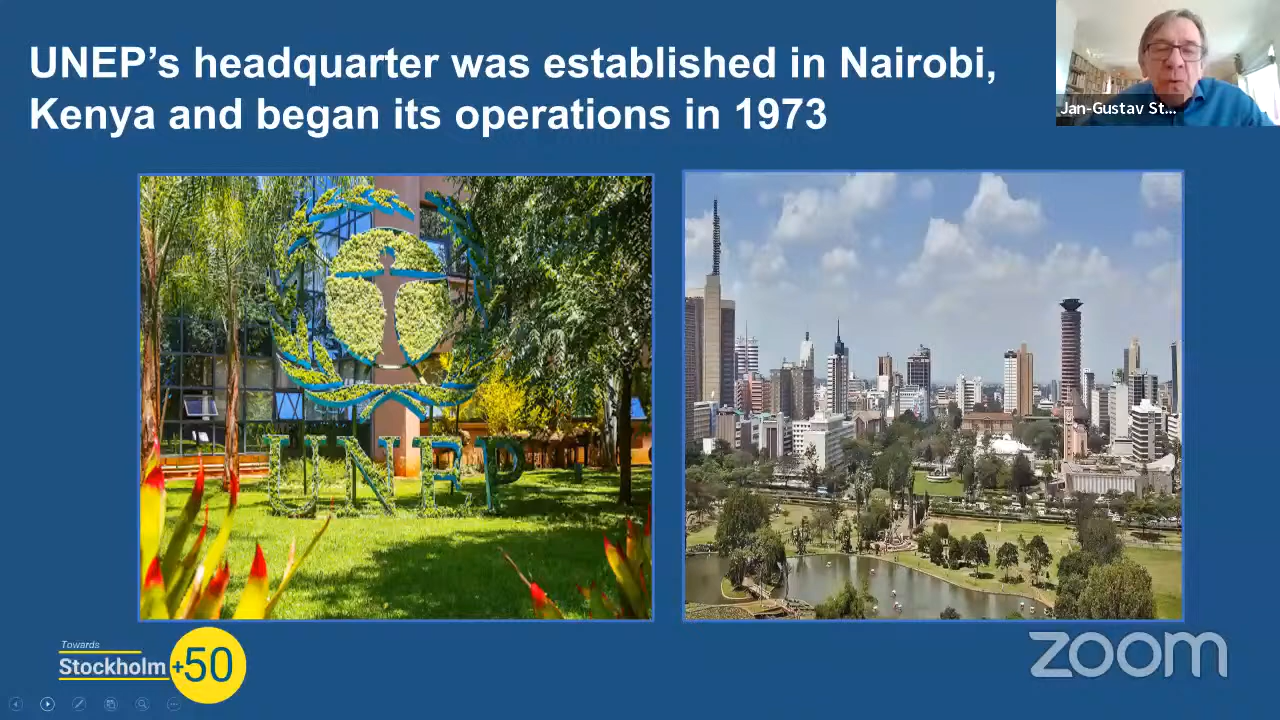 UNEP’s headquarter was established in Nairobi,
Kenya and began its operations in 1973
Jan-Gustav St...
UNEP
Towards
Stockholm +50
zoom